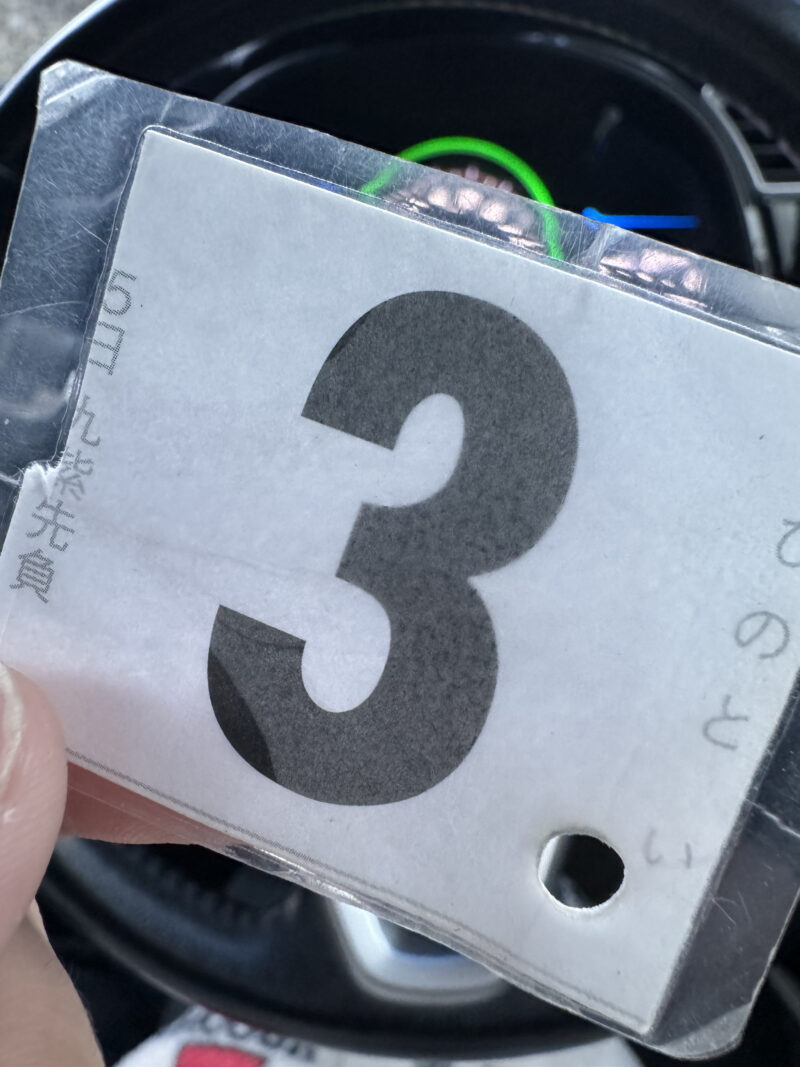 5日 九紫先負
3
ひのと い